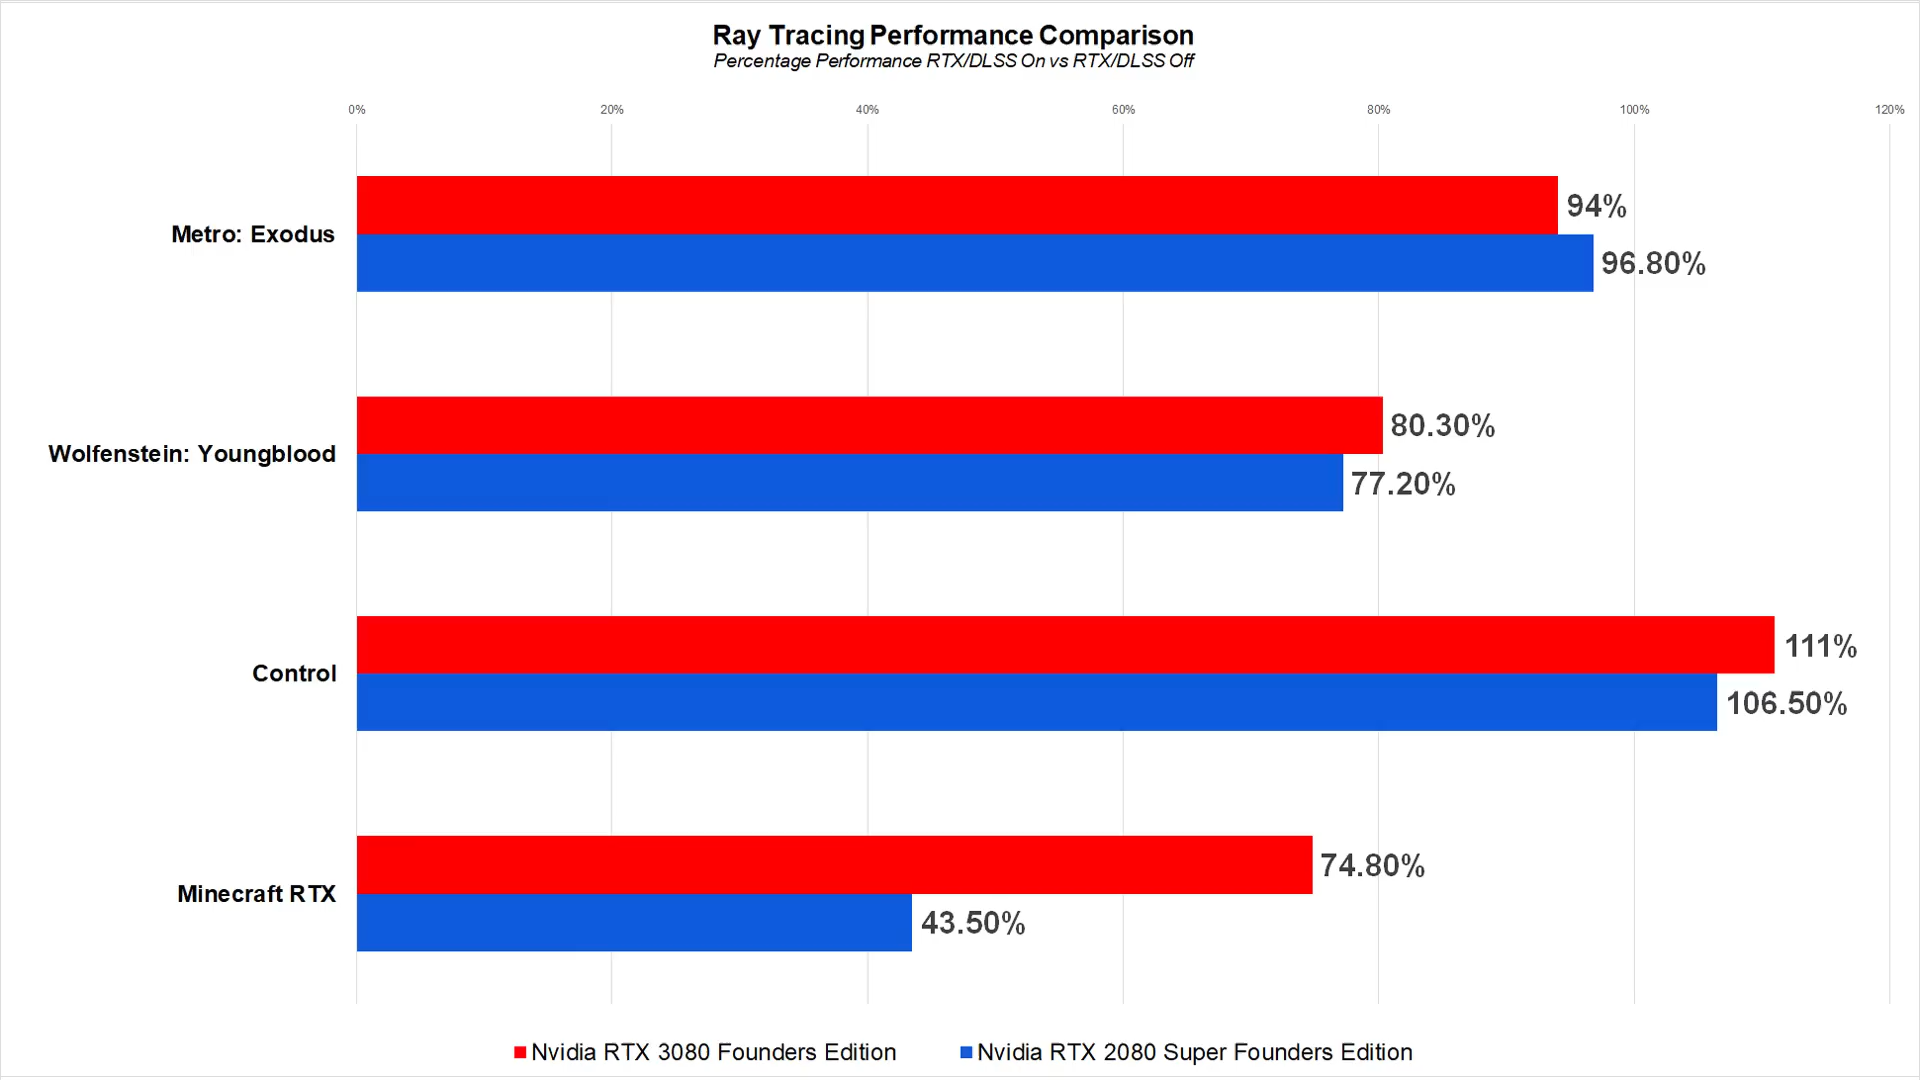 Ray Tracing Performance Comparison
Percentage Performance RTX/DLSS On vs RTX/DLSS Off
0% 20% 40% 60% 80% 100% 120%
Metro: Exodus
94%
96.80%
Wolfenstein: Youngblood
80.30%
77.20%
Control
111%
106.50%
Minecraft RTX
74.80%
43.50%
Nvidia RTX 3080 Founders Edition
Nvidia RTX 2080 Super Founders Edition